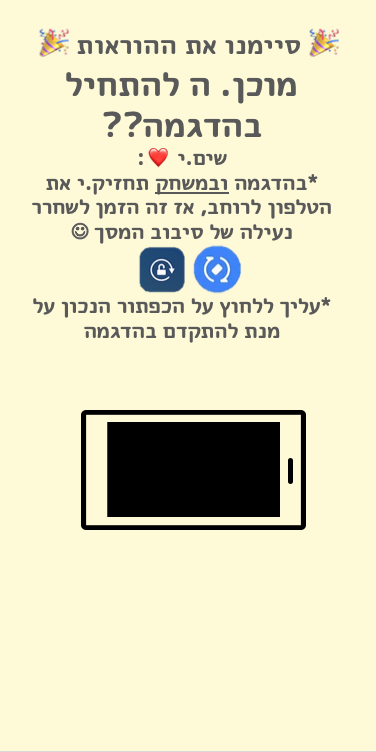 🎉 סיימנו את ההוראות 🎉
מוכן. ה להתחיל
בהדגמה??
שים.י ❤️ :
*בהדגמה ובמשחק תחזיק.י את
הטלפון לרוחב, אז זה הזמן לשחרר
נעילה של סיבוב המסך ☺
*עליך ללחוץ על הכפתור הנכון על
מנת להתקדם בהדגמה